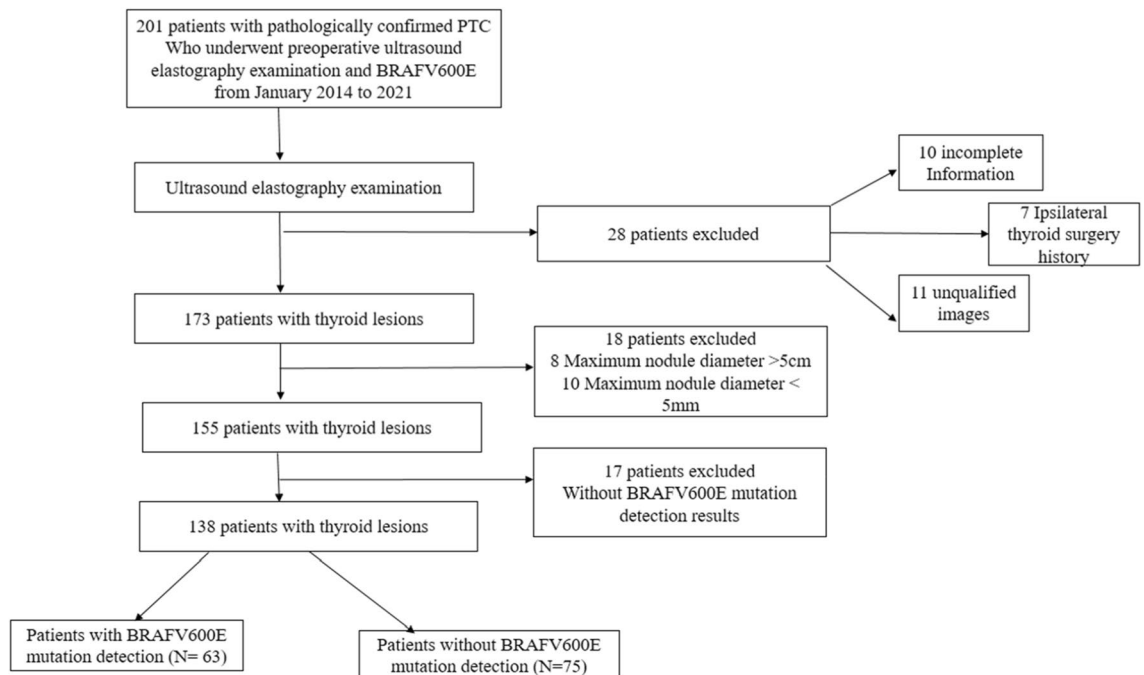 201 patients with pathologically confirmed PTC
Who underwent preoperative ultrasound
elastography examination and BRAFV600E
from January 2014 to 2021
Ultrasound elastography examination
10 incomplete
Information
28 patients excluded
7 Ipsilateral
thyroid surgery
history
11 unqualified
images
173 patients with thyroid lesions
18 patients excluded
8 Maximum nodule diameter >5cm
10 Maximum nodule diameter <
5mm
155 patients with thyroid lesions
17 patients excluded
Without BRAFV600E mutation
detection results
138 patients with thyroid lesions
Patients with BRAFV600E
mutation detection (N= 63)
Patients without BRAFV600E
mutation detection (N=75)